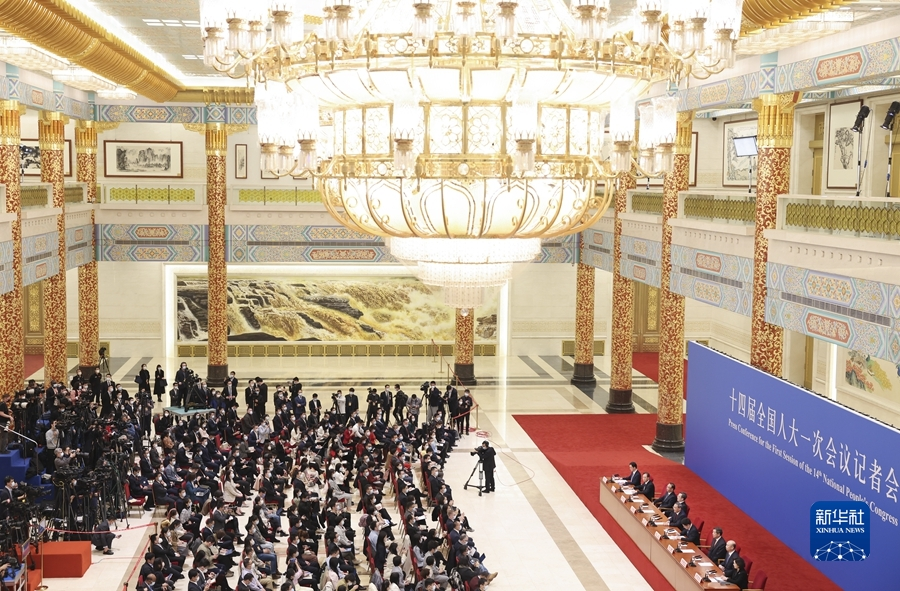 十四届全国人大一次会议记者会
Press Conference for the First Session of the 14th National People's Congress
新华社
XINHUA NEWS